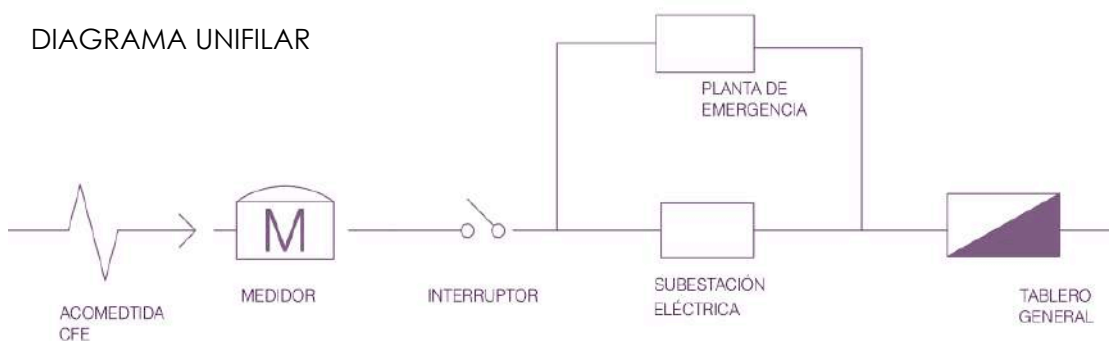 DIAGRAMA UNIFILAR
PLANTA DE
EMERGENCIA
M
ACOMEDTIDA
CFE
MEDIDOR
INTERRUPTOR
SUBESTACIÓN
ELÉCTRICA
TABLERO
GENERAL